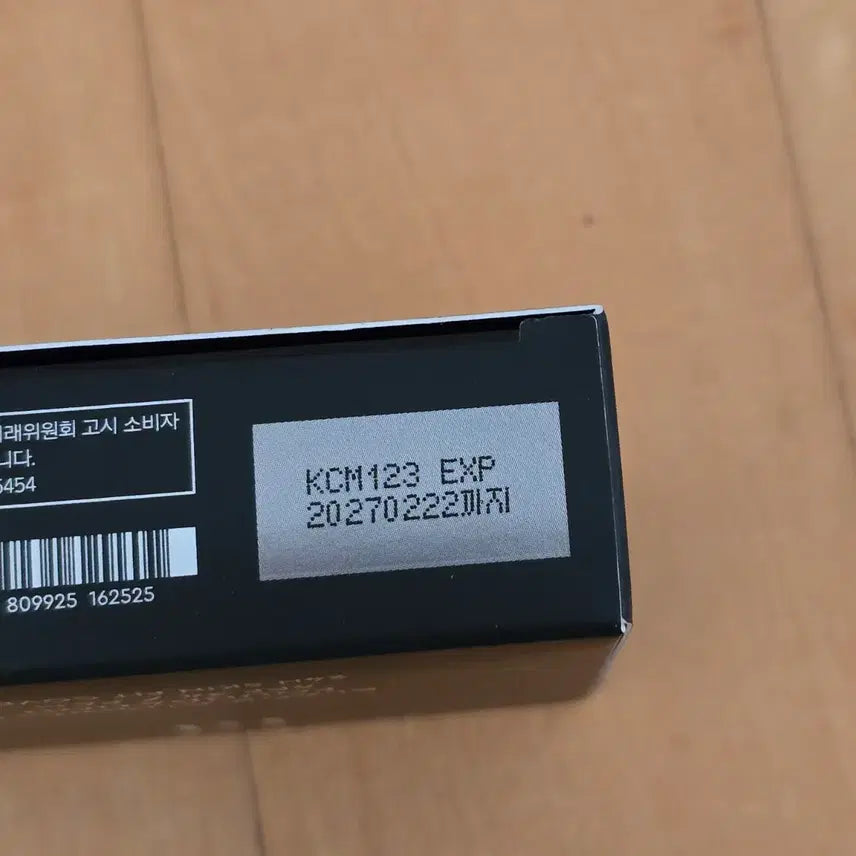 래위원회 고시 소비자
니다.
5454
809925 162525
KCM123 EXP
20270222까지